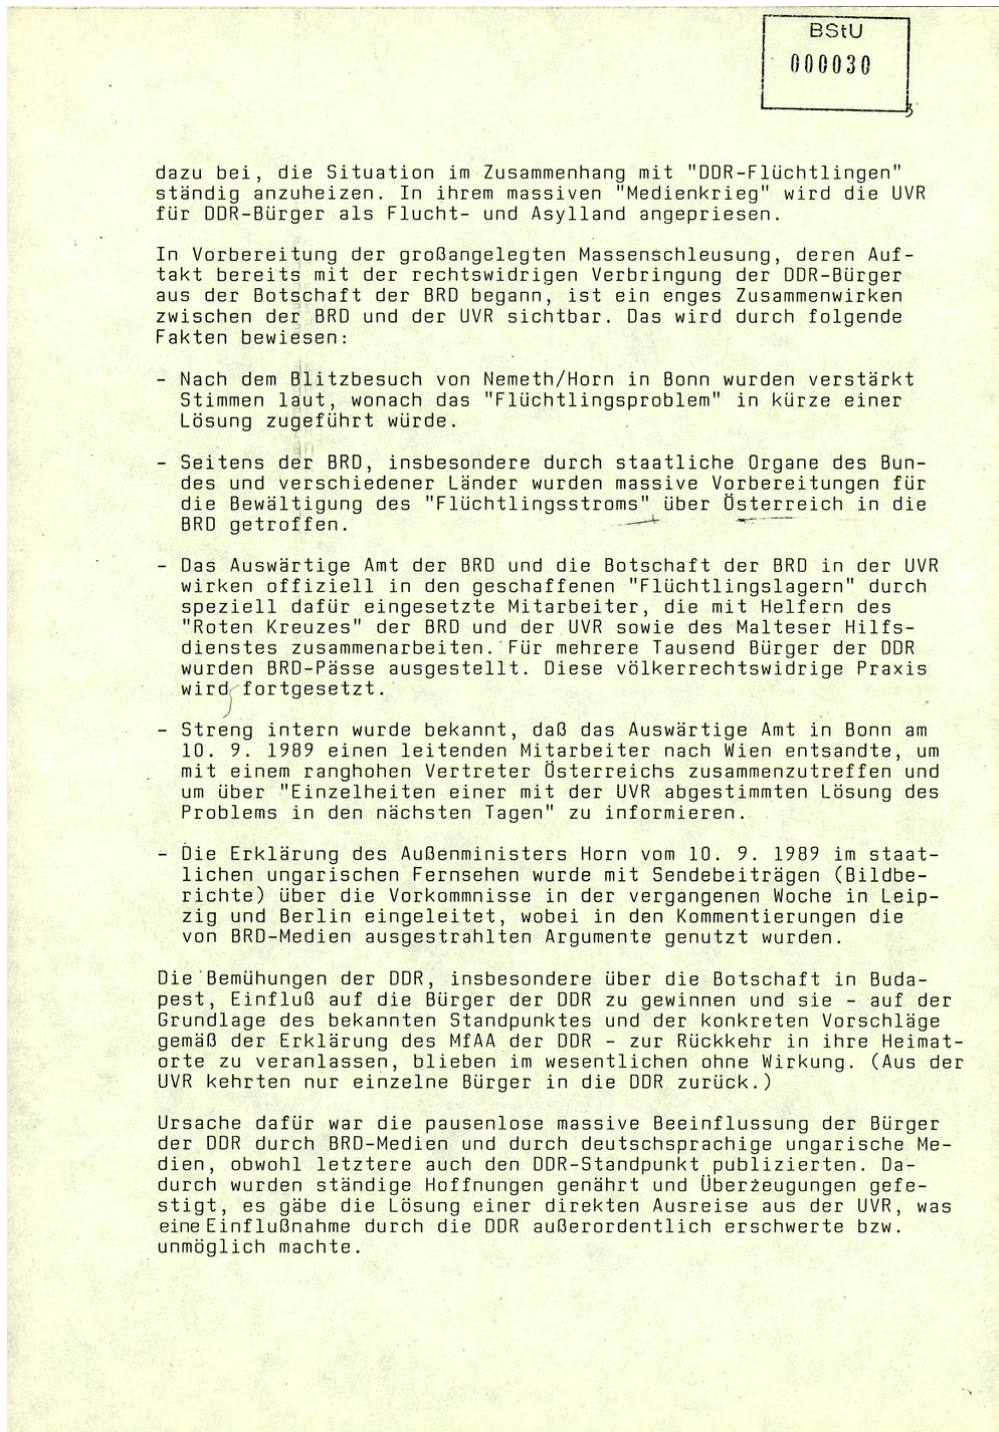 BStU
000030
3
dazu bei, die Situation im Zusammenhang mit "DDR-Flüchtlingen"
ständig anzuheizen. In ihrem massiven "Medienkrieg" wird die UVR
für DDR-Bürger als Flucht- und Asylland angepriesen.
In Vorbereitung der großangelegten Massenschleusung, deren Auf-
takt bereits mit der rechtswidrigen Verbringung der DDR-Bürger
aus der Botschaft der BRD begann, ist ein enges Zusammenwirken
zwischen der BRD und der UVR sichtbar. Das wird durch folgende
Fakten bewiesen:
- Nach dem Blitzbesuch von Nemeth/Horn in Bonn wurden verstärkt
Stimmen laut, wonach das "Flüchtlingsproblem" in kürze einer
Lösung zugeführt würde.
- Seitens der BRD, insbesondere durch staatliche Organe des Bun-
des und verschiedener Länder wurden massive Vorbereitungen für
die Bewältigung des "Flüchtlingsstroms" über Österreich in die
BRD getroffen.
- Das Auswärtige Amt der BRD und die Botschaft der BRD in der UVR
wirken offiziell in den geschaffenen "Flüchtlingslagern" durch
speziell dafür eingesetzte Mitarbeiter, die mit Helfern des
"Roten Kreuzes" der BRD und der UVR sowie des Malteser Hilfs-
dienstes zusammenarbeiten. Für mehrere Tausend Bürger der DDR
wurden BRD-Pässe ausgestellt. Diese völkerrechtswidrige Praxis
wird fortgesetzt.
- Streng intern wurde bekannt, daß das Auswärtige Amt in Bonn am
10. 9. 1989 einen leitenden Mitarbeiter nach Wien entsandte, um
mit einem ranghohen Vertreter Österreichs zusammenzutreffen und
um über "Einzelheiten einer mit der UVR abgestimmten Lösung des
Problems in den nächsten Tagen" zu informieren.
- Die Erklärung des Außenministers Horn vom 10. 9. 1989 im staat-
lichen ungarischen Fernsehen wurde mit Sendebeiträgen (Bildbe-
richte) über die Vorkommnisse in der vergangenen Woche in Leip-
zig und Berlin eingeleitet, wobei in den Kommentierungen die
von BRD-Medien ausgestrahlten Argumente genutzt wurden.
Die Bemühungen der DDR, insbesondere über die Botschaft in Buda-
pest, Einfluß auf die Bürger der DDR zu gewinnen und sie - auf der
Grundlage des bekannten Standpunktes und der konkreten Vorschläge
gemäß der Erklärung des MfAA der DDR - zur Rückkehr in ihre Heimat-
orte zu veranlassen, blieben im wesentlichen ohne Wirkung. (Aus der
UVR kehrten nur einzelne Bürger in die DDR zurück.)
Ursache dafür war die pausenlose massive Beeinflussung der Bürger
der DDR durch BRD-Medien und durch deutschsprachige ungarische Me-
dien, obwohl letztere auch den DDR-Standpunkt publizierten. Da-
durch wurden ständige Hoffnungen genährt und Überzeugungen gefe-
stigt, es gäbe die Lösung einer direkten Ausreise aus der UVR, was
eine Einflußnahme durch die DDR außerordentlich erschwerte bzw.
unmöglich machte.